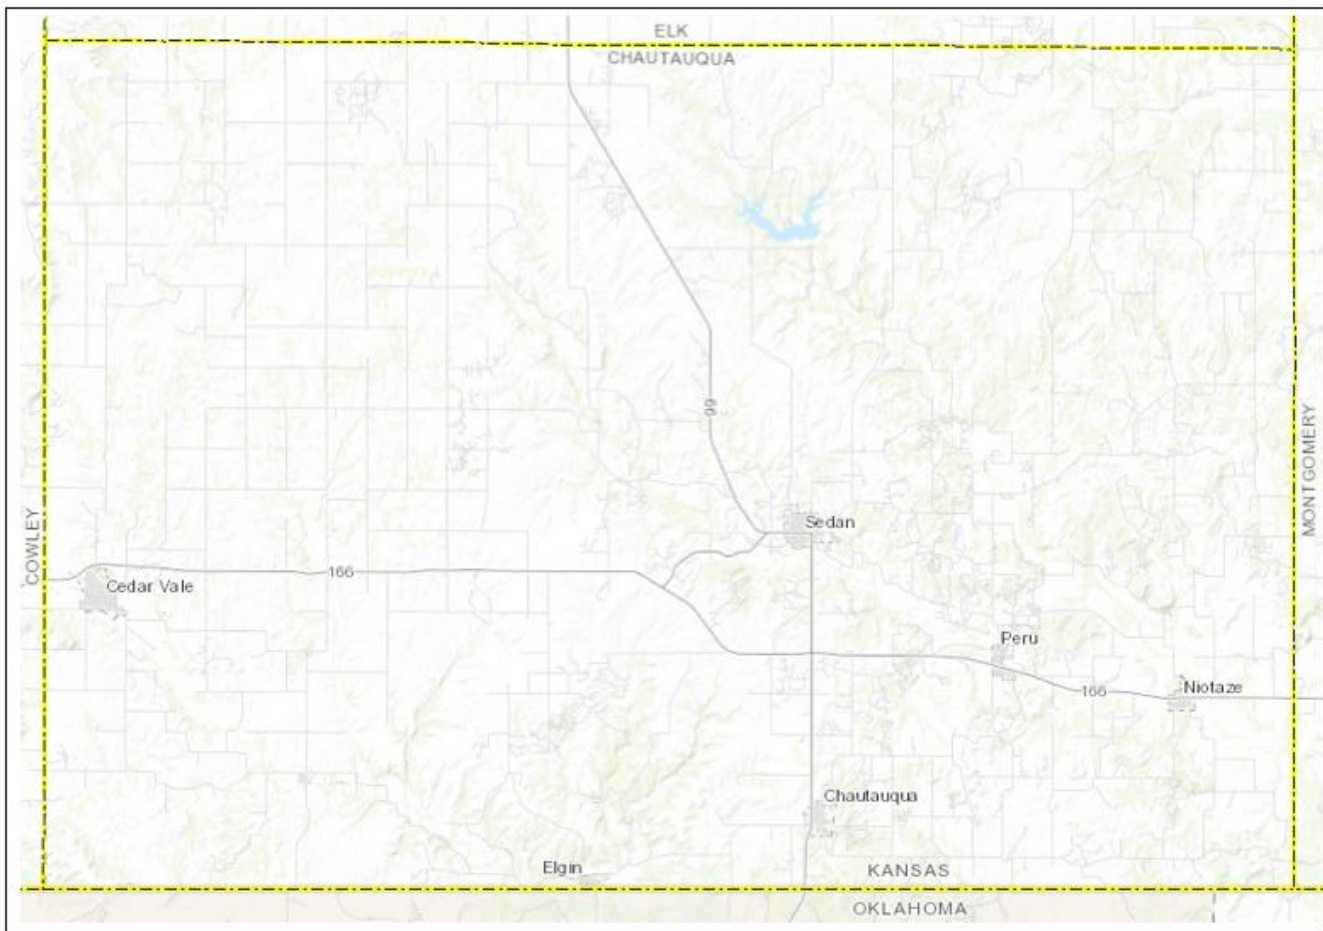 ELK
CHAUTAUQUA
99
MONTGOMERY
COWLEY
Sedan
166
Cedar Vale
Peru
166
Niotaze
Chautauqua
Elgin
KANSAS
OKLAHOMA